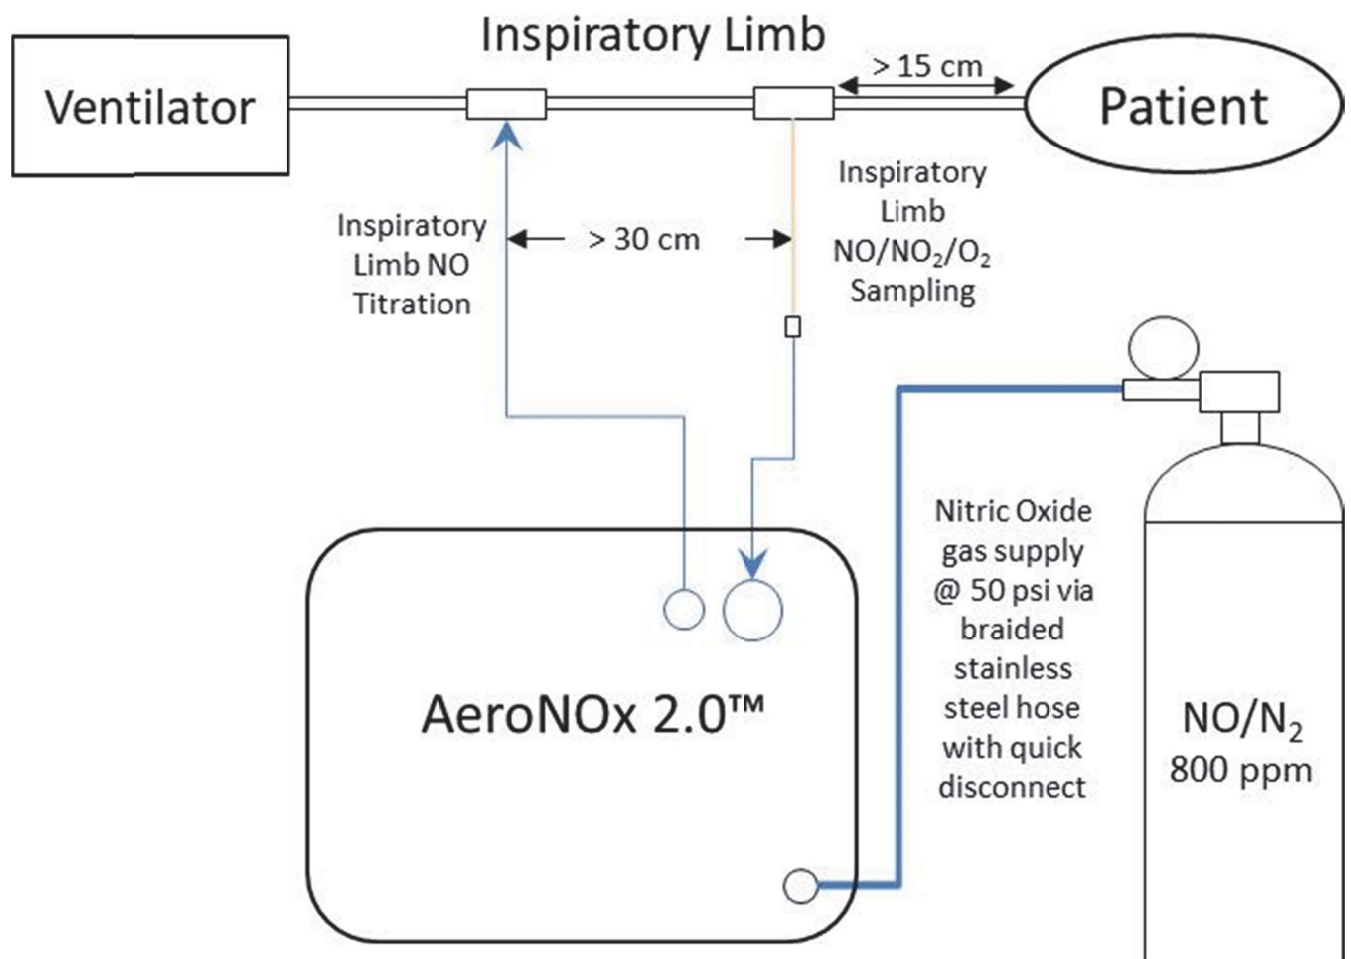 Inspiratory Limb
Ventilator
> 15 cm
Patient
Inspiratory
Limb NO
Titration
> 30 cm
Inspiratory
Limb
NO/NO₂/O₂
Sampling
AeroNOx 2.0™
Nitric Oxide
gas supply
@ 50 psi via
braided
stainless
steel hose
with quick
disconnect
NO/N₂
800 ppm